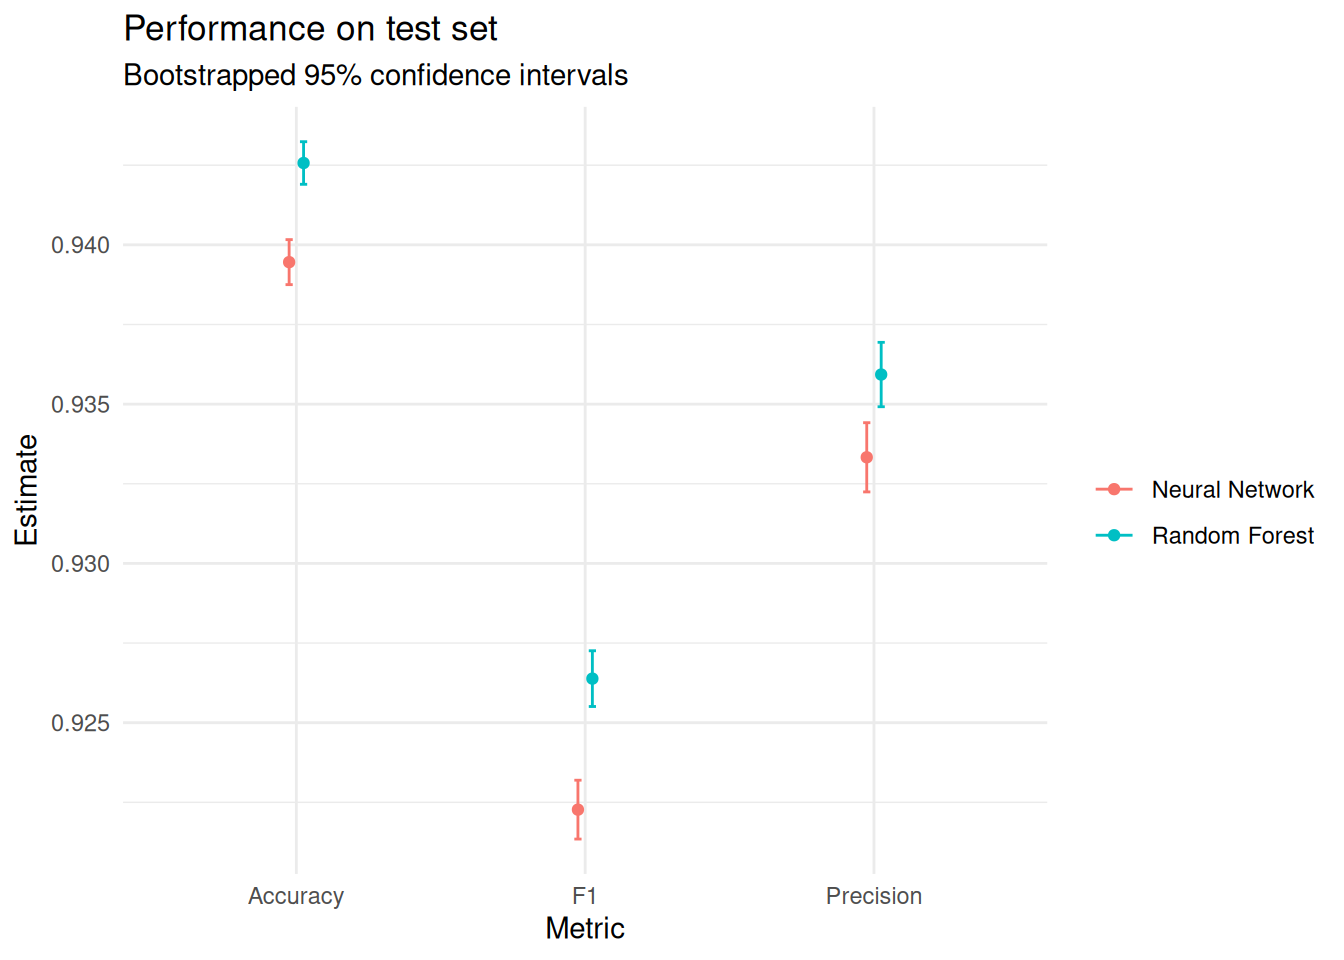 Performance on test set
Bootstrapped 95% confidence intervals
0.940
0.935
0.930
0.925
Estimate
Accuracy
F1
Precision
Metric
Neural Network
Random Forest